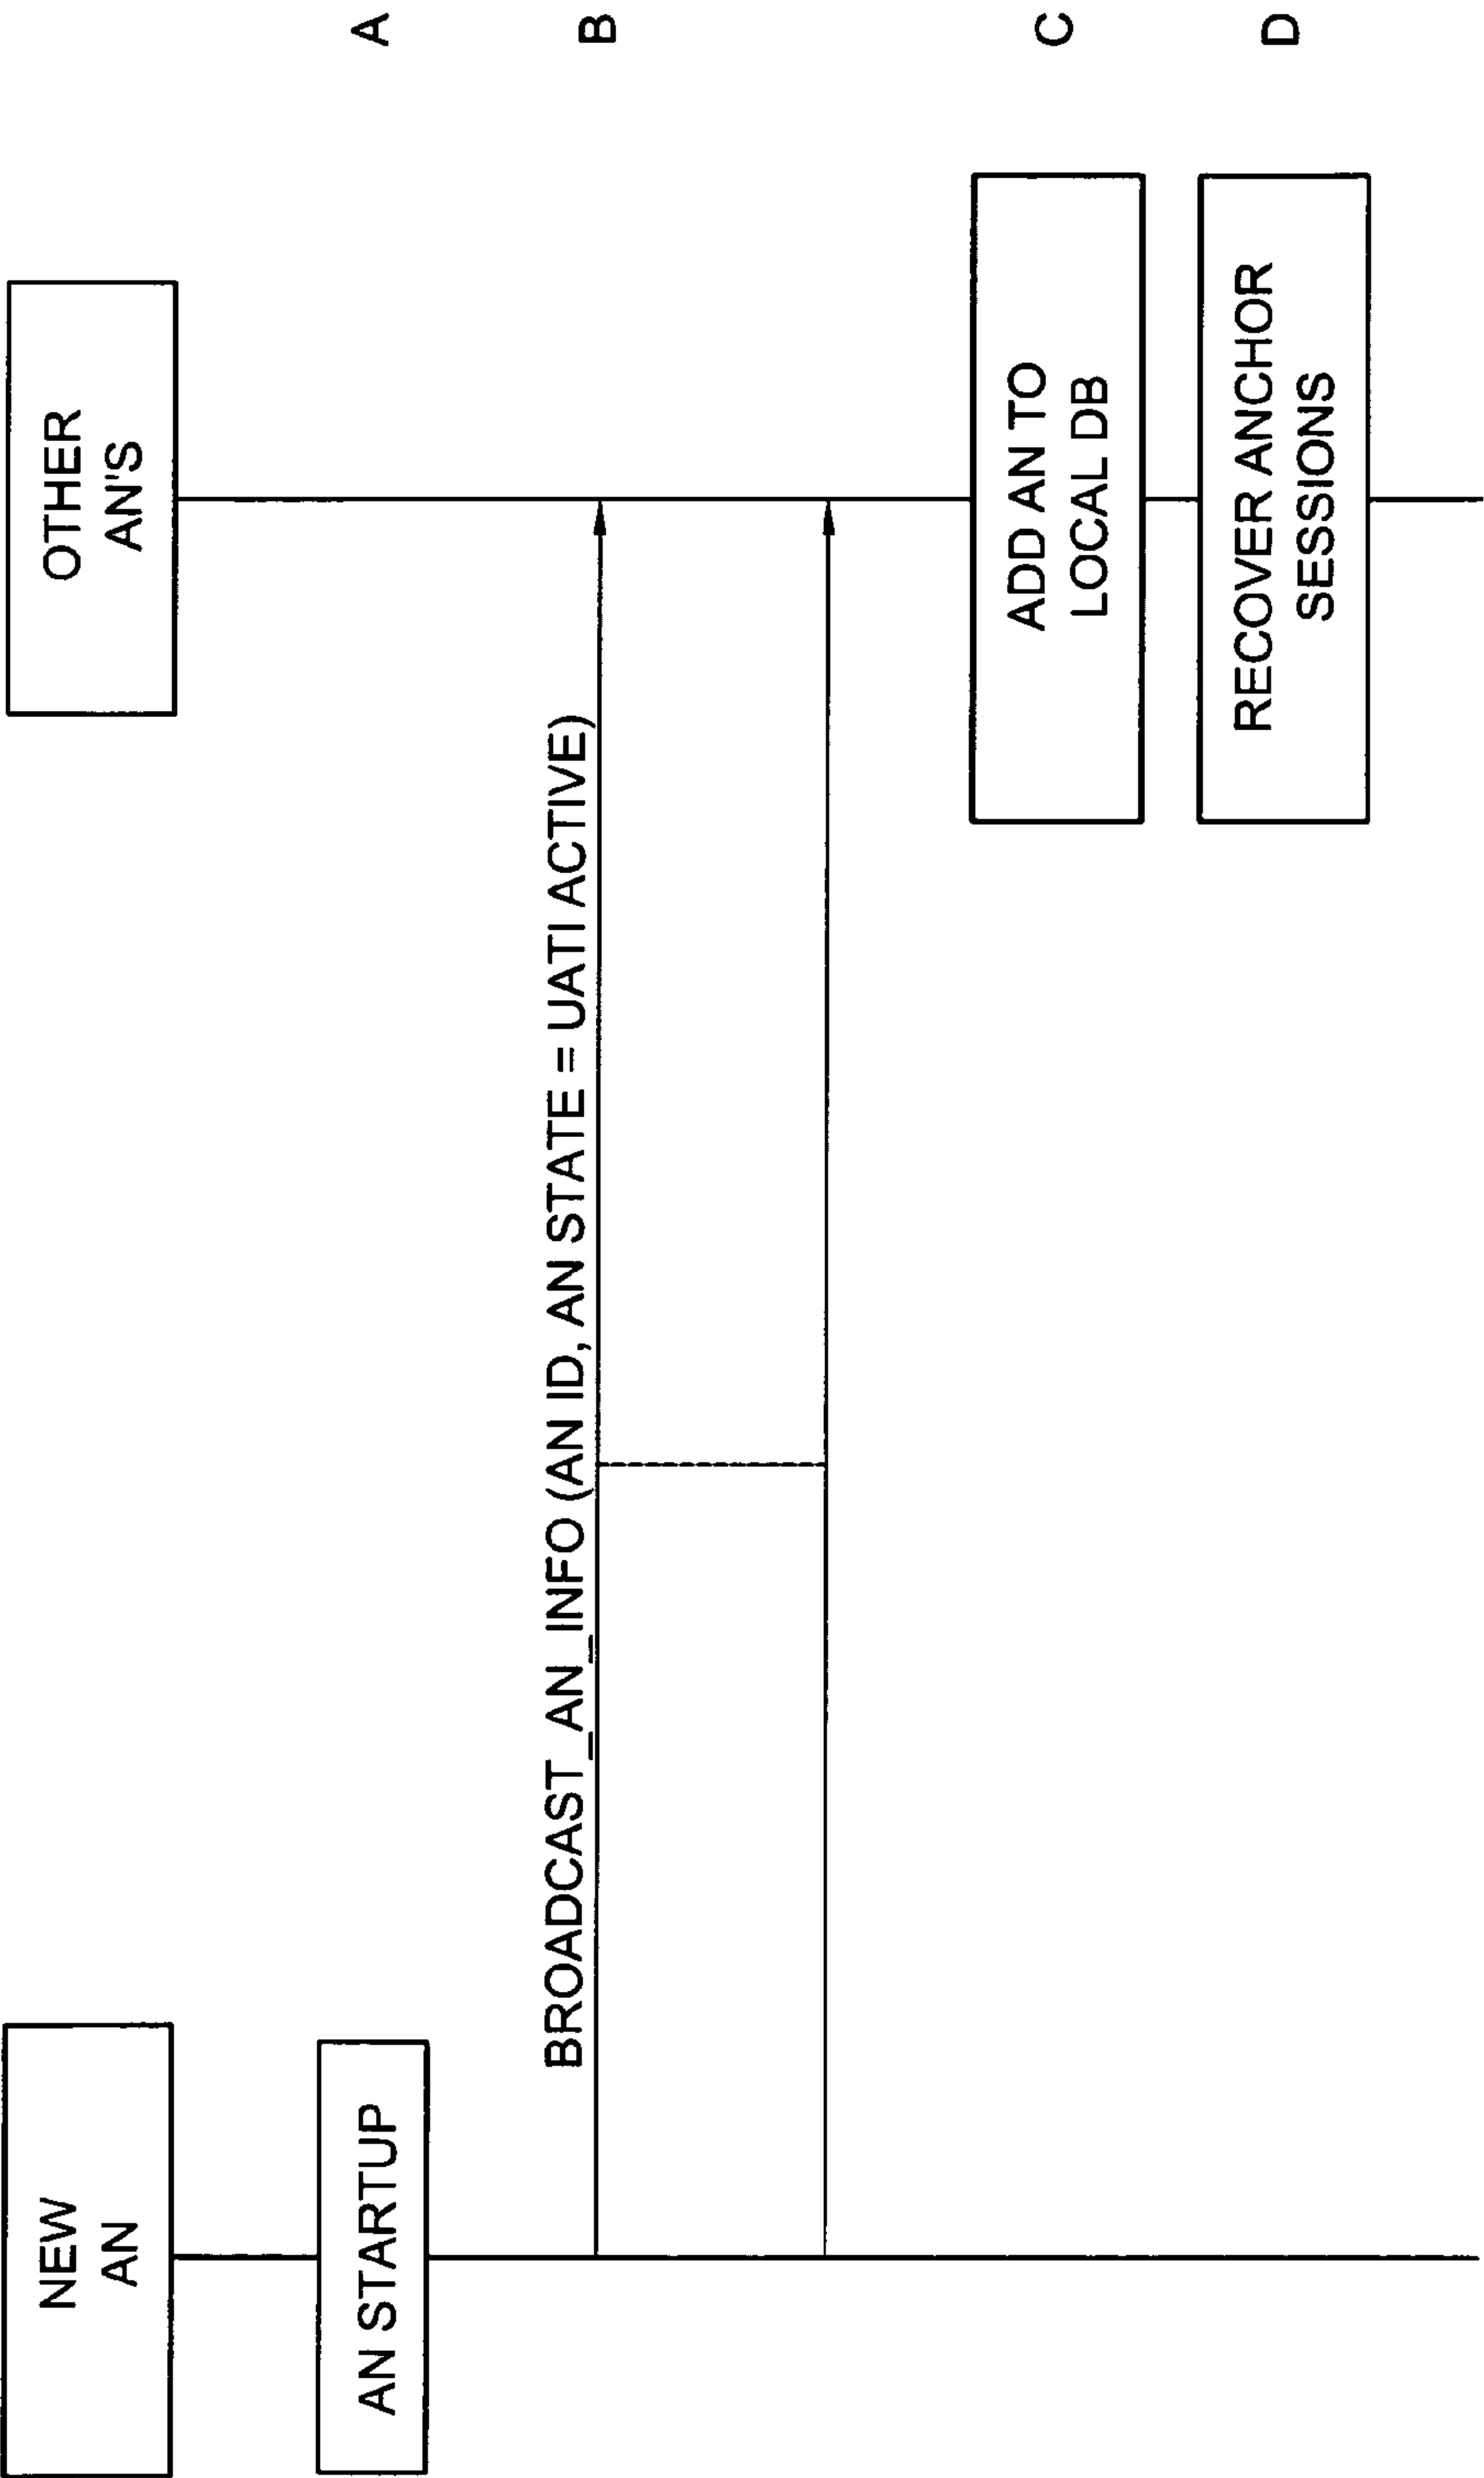 NEW
AN
OTHER
AN'S
AN STARTUP
A
BROADCAST_AN_INFO (AN ID, AN STATE = UATI ACTIVE)
B
ADD AN TO
LOCAL DB
C
RECOVER ANCHOR
SESSIONS
D